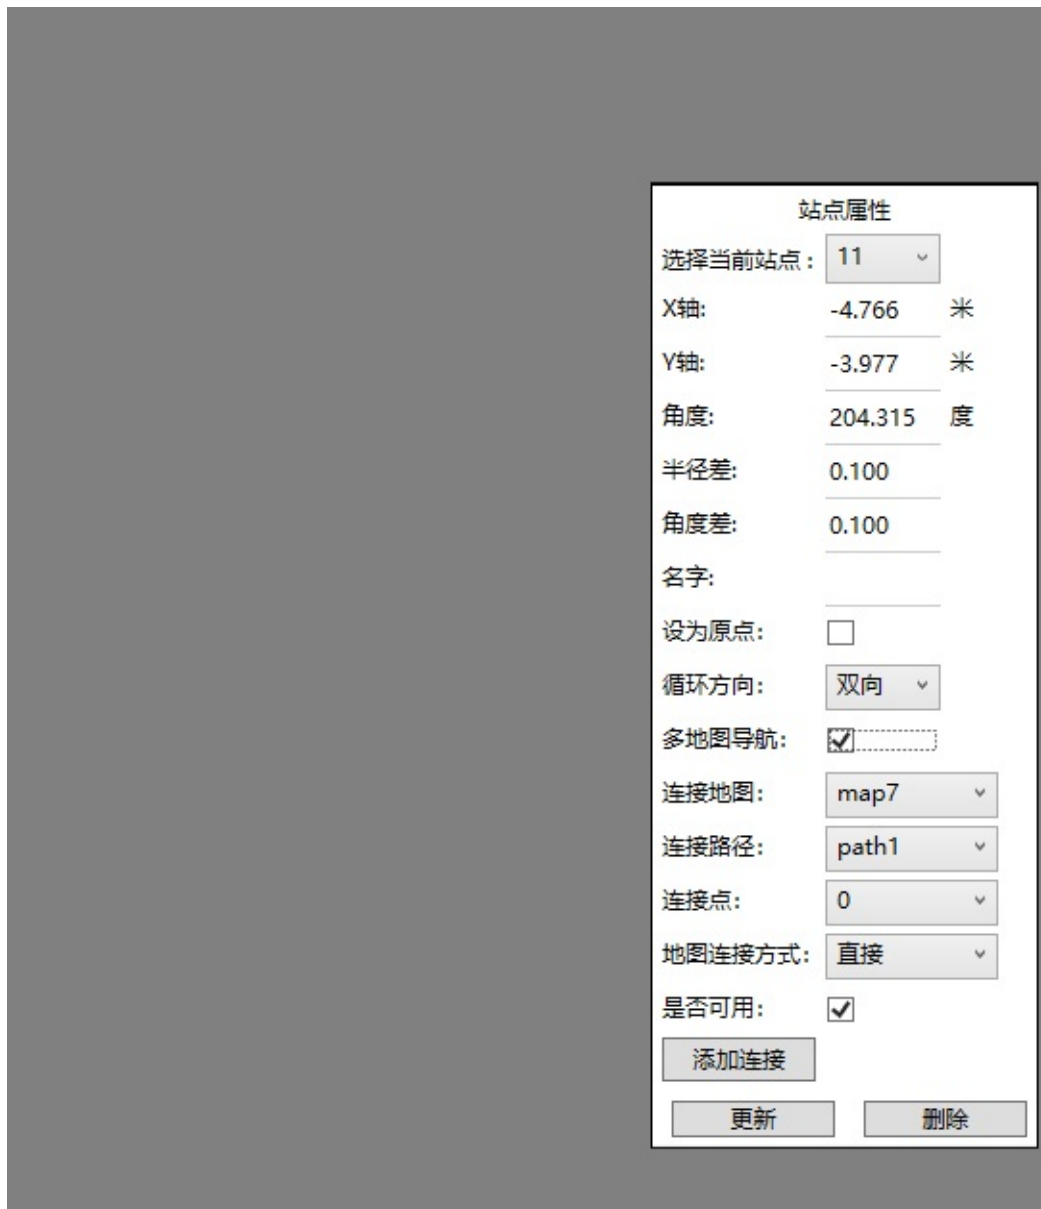 站点属性
选择当前站点： 11
X轴: -4.766 米
Y轴: -3.977 米
角度: 204.315 度
半径差: 0.100
角度差: 0.100
名字:
设为原点：
循环方向： 双向
多地图导航：
连接地图： map7
连接路径： path1
连接点： 0
地图连接方式： 直接
是否可用：
添加连接
更新 删除